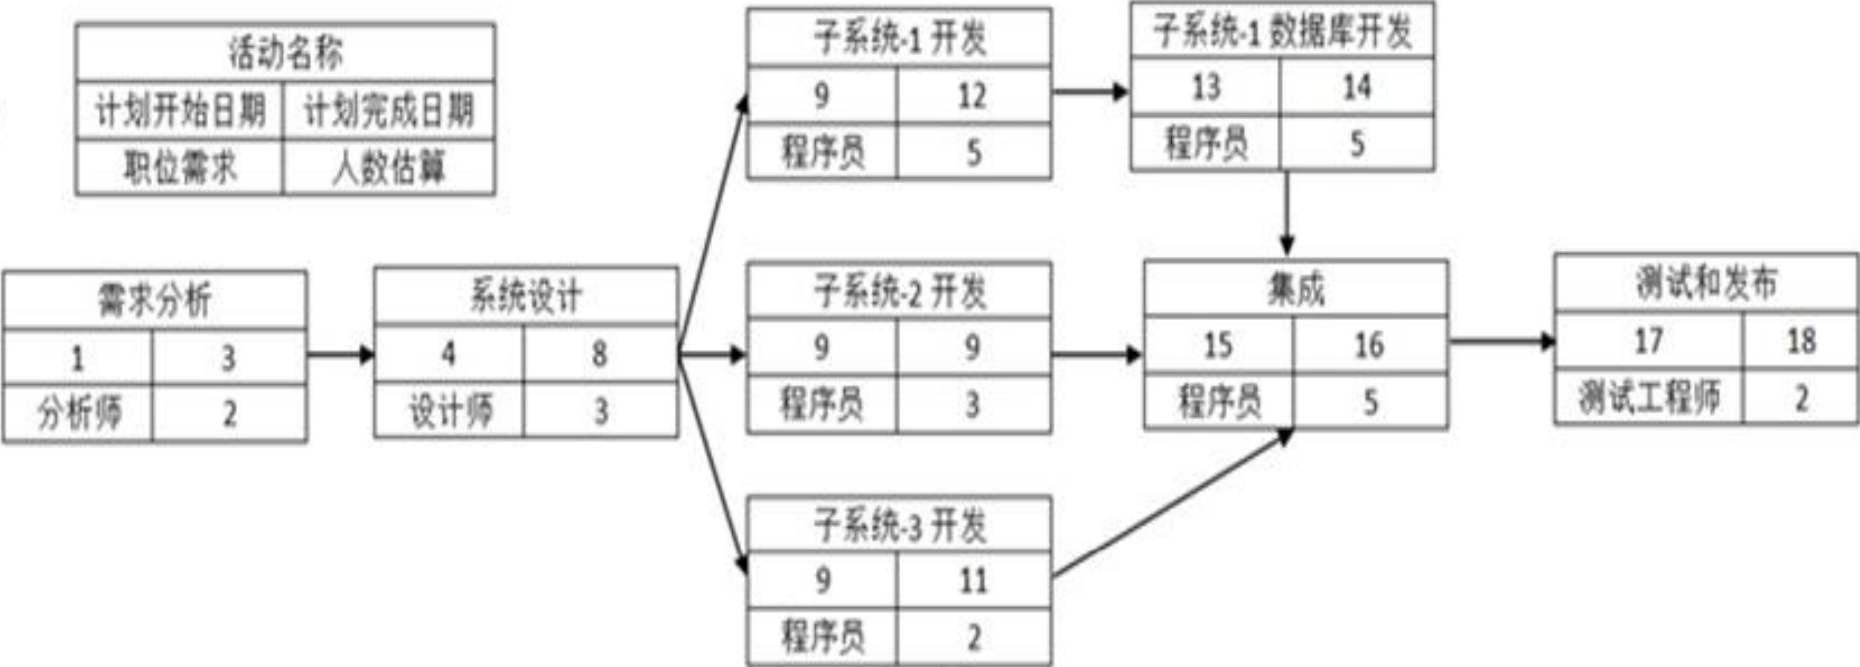 活动名称
计划开始日期 计划完成日期
职位需求 人数估算
子系统-1 开发
9 12
程序员 5
子系统-1 数据库开发
13 14
程序员 5
需求分析
1 3
分析师 2
系统设计
4 8
设计师 3
子系统-2 开发
9 9
程序员 3
集成
15 16
程序员 5
测试和发布
17 18
测试工程师 2
子系统-3 开发
9 11
程序员 2